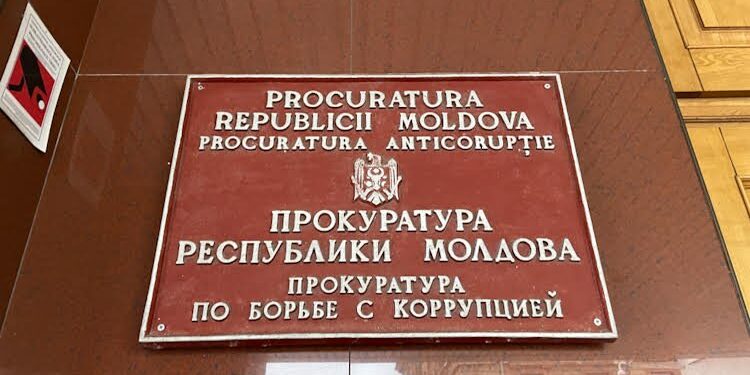 PROCURATURA
REPUBLICII MOLDOVA
PROCURATURA ANTICORUPȚIE
ПРОКУРАТУРА
РЕСПУБЛИКИ МОЛДОВА
ПРОКУРАТУРА
ПО БОРЬБЕ С КОРРУПЦИЕЙ